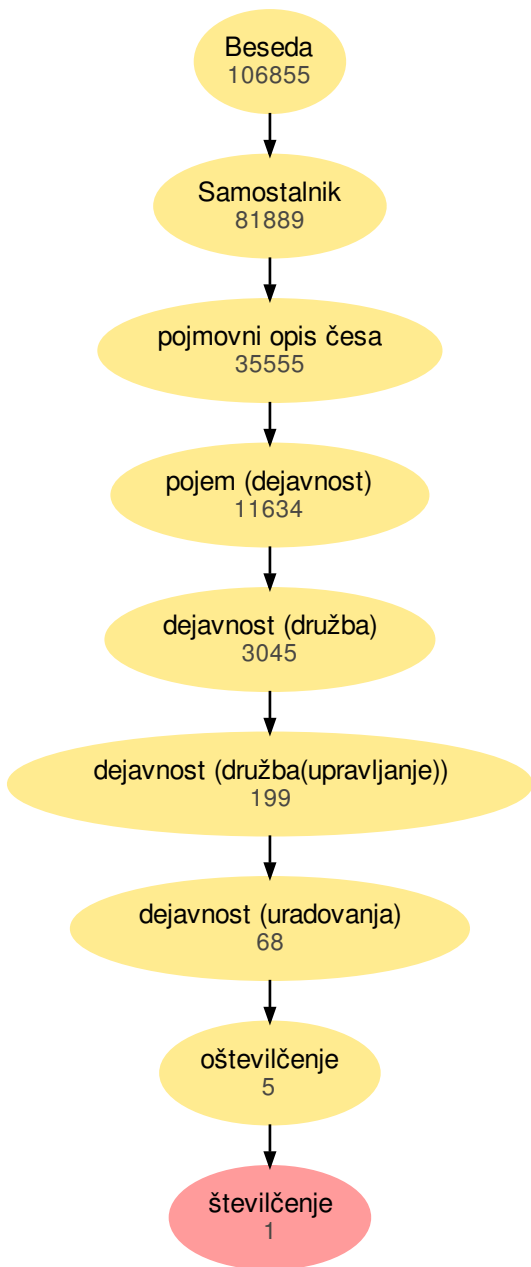 Beseda
106855
Samostalnik
81889
pojmovni opis česa
35555
pojem (dejavnost)
11634
dejavnost (družba)
3045
dejavnost (družba(upravljanje))
199
dejavnost (uradovanja)
68
oštevilčenje
5
številčenje
1